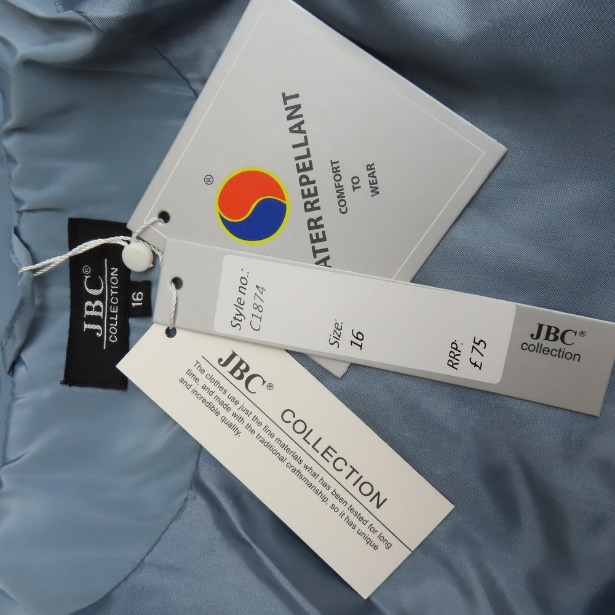 ®
ATER REPELLANT
COMFORT
TO
WEAR
JBC©
COLLECTION
16
Style no.:
C1874
Size:
16
RRP:
£75
JBC®
collection
JBC® COLLECTION
The clothes use just the fine materials what has been tested for long
time, and made with the traditional craftsmanship, so it has unique
and incredible quality.